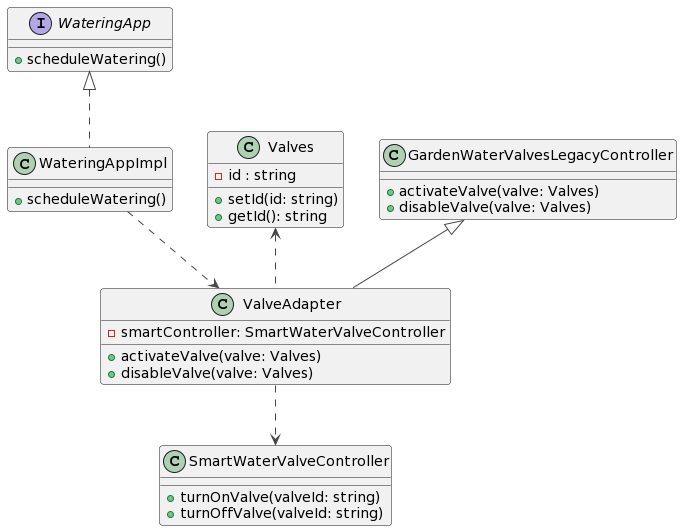 I WateringApp
scheduleWatering()
C WateringAppImpl
scheduleWatering()
C Valves
id : string
setId(id: string)
getId(): string
C GardenWaterValvesLegacyController
activateValve(valve: Valves)
disableValve(valve: Valves)
C ValveAdapter
smartController: SmartWaterValveController
activateValve(valve: Valves)
disableValve(valve: Valves)
C SmartWaterValveController
turnOnValve(valveId: string)
turnOffValve(valveId: string)